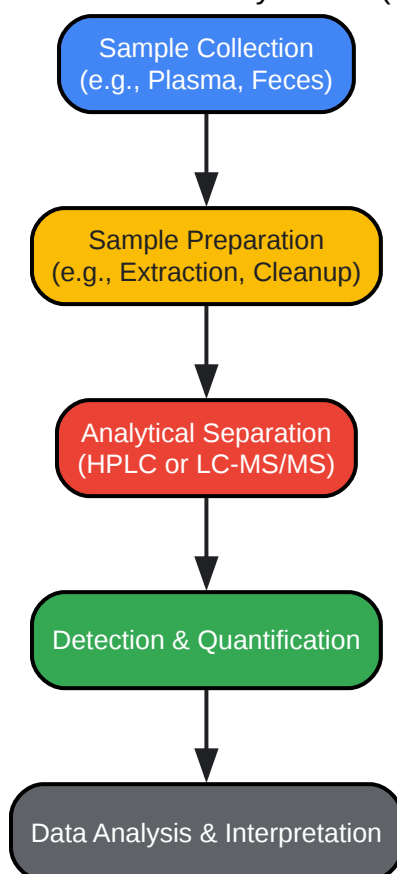 Sample Collection
(e.g., Plasma, Feces)
Sample Preparation
(e.g., Extraction, Cleanup)
Analytical Separation
(HPLC or LC-MS/MS)
Detection & Quantification
Data Analysis & Interpretation